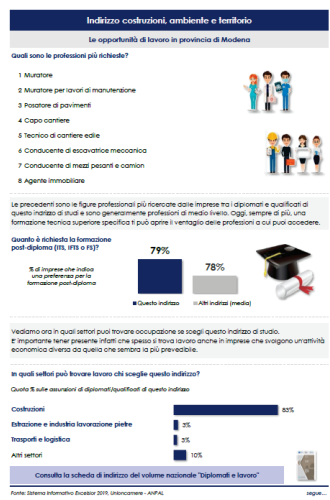 Indirizzo costruzioni, ambiente e territorio
Le opportunità di lavoro in provincia di Modena
Quali sono le professioni più richieste?
1 Muratore
2 Muratore per lavori di manutenzione
3 Posatore di pavimenti
4 Capo cantiere
5 Tecnico di cantiere edile
6 Conducente di escavatrice meccanica
7 Conducente di mezzi pesanti e camion
8 Agente immobiliare
Le precedenti sono le figure professionali più ricercate dalle imprese tra i diplomati e qualificati di
questo indirizzo di studi e sono generalmente professioni di medio livello. Oggi, sempre di più, una
formazione tecnica superiore specifica ti può aprire il ventaglio delle professioni a cui puoi accedere.
Quanto è richiesta la formazione
post-diploma (ITS, IFTS o FS)?
79%
78%
% di imprese che indica
una preferenza per la
formazione post-diploma
Questo indirizzo
Altri indirizzi (media)
Vediamo ora in quali settori puoi trovare occupazione se scegli questo indirizzo di studio.
E' importante tener presente infatti che spesso si trova lavoro anche in imprese che svolgono un'attività
economica diversa da quella che sembra la più prevedibile.
In quali settori può trovare lavoro chi sceglie questo indirizzo?
Quota % sulle assunzioni di diplomati/qualificati di questo indirizzo
Costruzioni
83%
Estrazione e industria lavorazione pietre
3%
Trasporti e logistica
3%
Altri settori
10%
Consulta la scheda di indirizzo del volume nazionale "Diplomati e lavoro"
Fonte: Sistema Informativo Excelsior 2019, Unioncamere - ANPAL
segue...